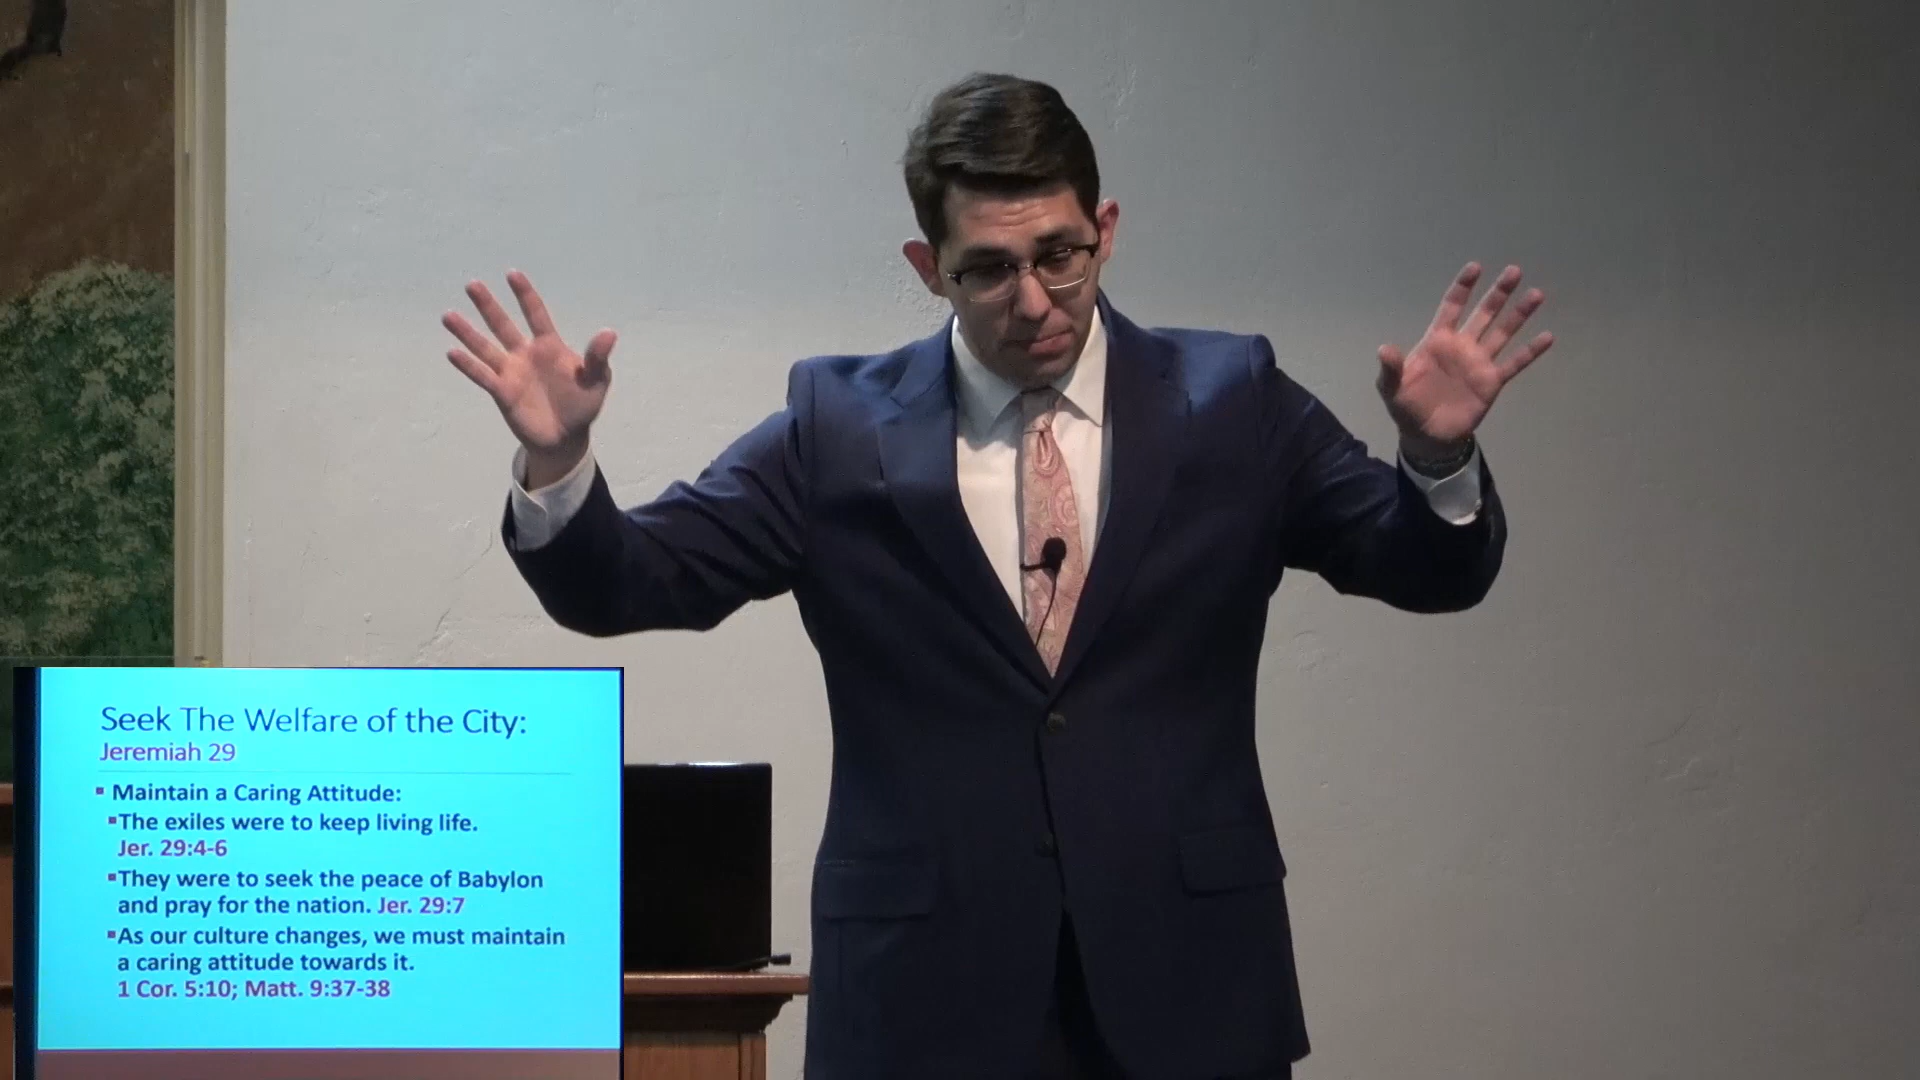 Seek The Welfare of the City:
Jeremiah 29
▪ Maintain a Caring Attitude:
▪The exiles were to keep living life.
Jer. 29:4-6
▪They were to seek the peace of Babylon
and pray for the nation. Jer. 29:7
▪As our culture changes, we must maintain
a caring attitude towards it.
1 Cor. 5:10; Matt. 9:37-38